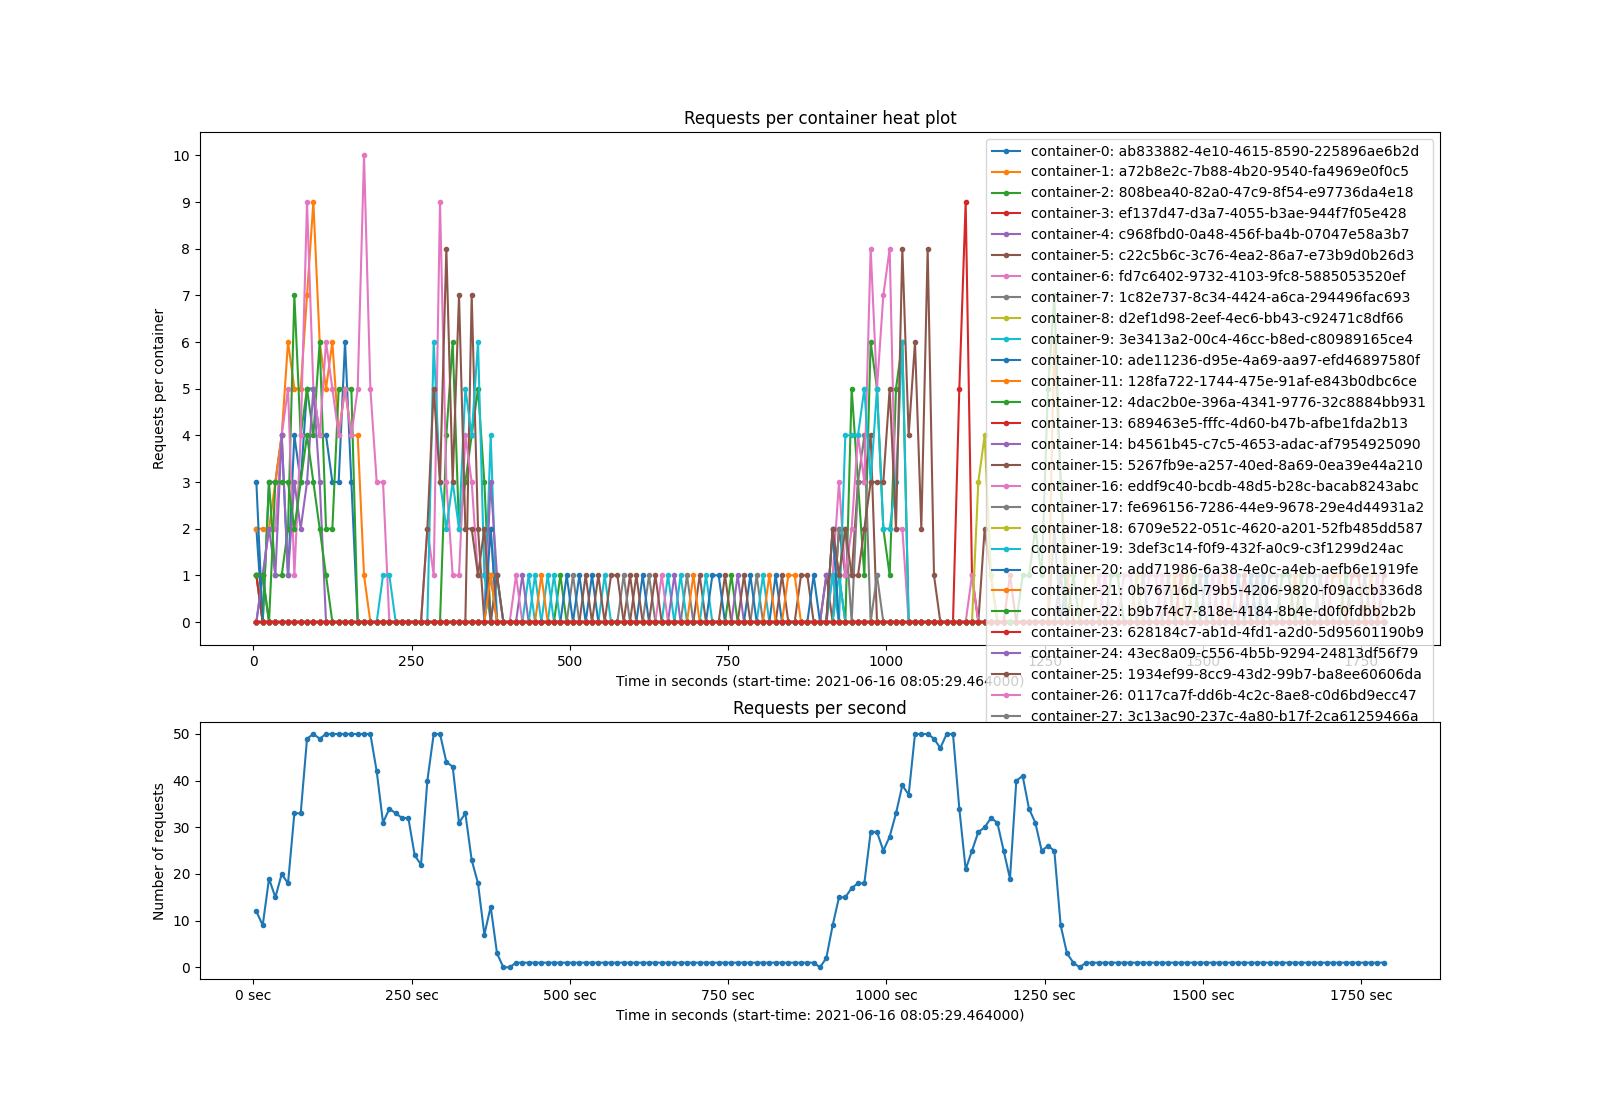 Requests per container heat plot
Requests per container
10
9
8
7
6
5
4
3
2
1
0
container-0: ab833882-4e10-4615-8590-225896ae6b2d
container-1: a72b8e2c-7b88-4b20-9540-fa4969e0f0c5
container-2: 808bea40-82a0-47c9-8f54-e97736da4e18
container-3: ef137d47-d3a7-4055-b3ae-944f7f05e428
container-4: c968fbd0-0a48-456f-ba4b-07047e58a3b7
container-5: c22c5b6c-3c76-4ea2-86a7-e73b9d0b26d3
container-6: fd7c6402-9732-4103-9fc8-5885053520ef
container-7: 1c82e737-8c34-4424-a6ca-294496fac693
container-8: d2ef1d98-2eef-4ec6-bb43-c92471c8df66
container-9: 3e3413a2-00c4-46cc-b8ed-c80989165ce4
container-10: ade11236-d95e-4a69-aa97-efd46897580f
container-11: 128fa722-1744-475e-91af-e843b0dbc6ce
container-12: 4dac2b0e-396a-4341-9776-32c8884bb931
container-13: 689463e5-fffc-4d60-b47b-afbe1fda2b13
container-14: b4561b45-c7c5-4653-adac-af7954925090
container-15: 5267fb9e-a257-40ed-8a69-0ea39e44a210
container-16: eddf9c40-bcdb-48d5-b28c-bacab8243abc
container-17: fe696156-7286-44e9-9678-29e4d44931a2
container-18: 6709e522-051c-4620-a201-52fb485dd587
container-19: 3def3c14-f0f9-432f-a0c9-c3f1299d24ac
container-20: add71986-6a38-4e0c-a4eb-aefb6e1919fe
container-21: 0b76716d-79b5-4206-9820-f09accb336d8
container-22: b9b7f4c7-818e-4184-8b4e-d0f0fdbb2b2b
container-23: 628184c7-ab1d-4fd1-a2d0-5d95601190b9
container-24: 43ec8a09-c556-4b5b-9294-24813df56f79
container-25: 1934ef99-8cc9-43d2-99b7-ba8ee60606da
container-26: 0117ca7f-dd6b-4c2c-8ae8-c0d6bd9ecc47
container-27: 3c13ac90-237c-4a80-b17f-2ca61259466a
0 250 500 750 1000 1250 1500 1750
Time in seconds (start-time: 2021-06-16 08:05:29.464000)
Requests per second
Number of requests
50
40
30
20
10
0
0 sec 250 sec 500 sec 750 sec 1000 sec 1250 sec 1500 sec 1750 sec
Time in seconds (start-time: 2021-06-16 08:05:29.464000)